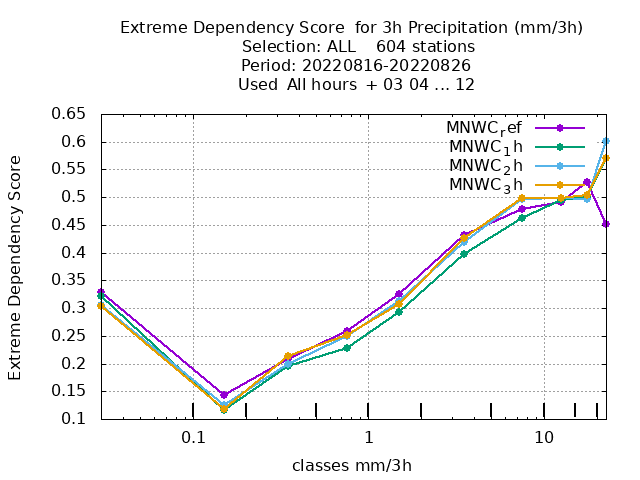 Extreme Dependency Score  for 3h Precipitation (mm/3h)
Selection: ALL    604 stations
Period: 20220816-20220826
Used  All hours  + 03 04 ... 12
Extreme Dependency Score
0.65
0.6
0.55
0.5
0.45
0.4
0.35
0.3
0.25
0.2
0.15
0.1
MNWC_ref
MNWC_1h
MNWC_2h
MNWC_3h
0.1 1 10
classes mm/3h